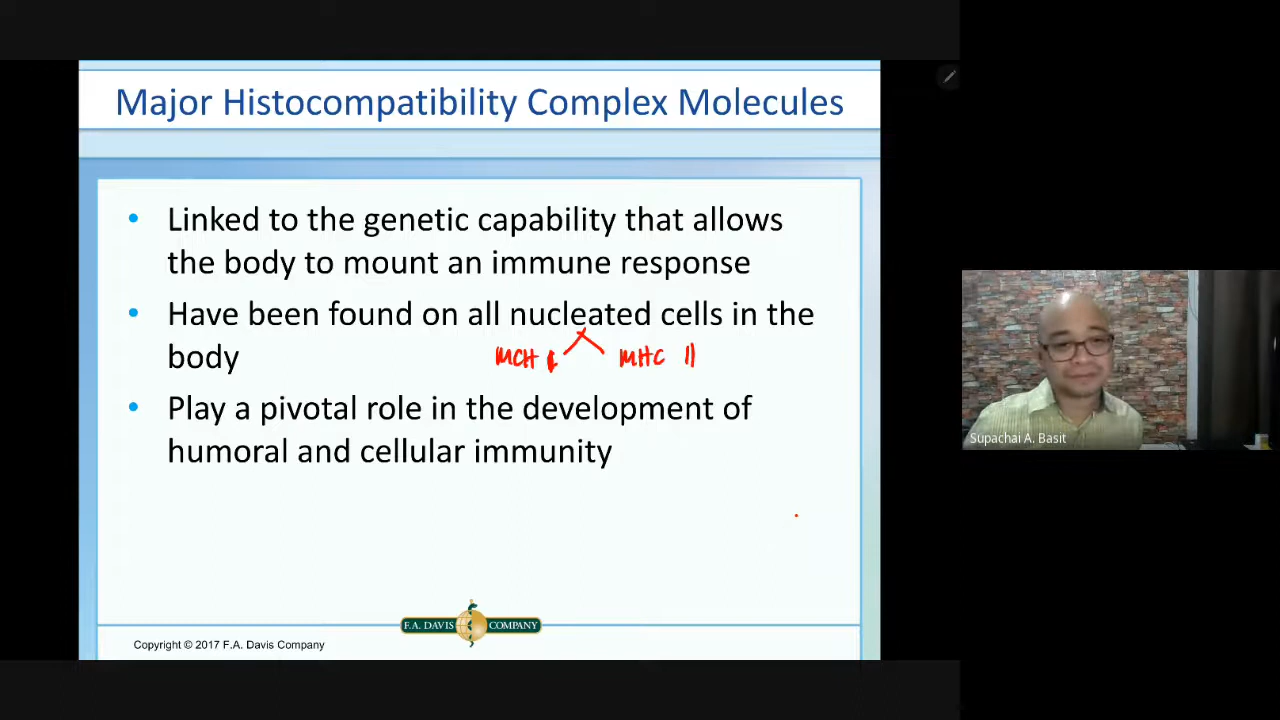 Major Histocompatibility Complex Molecules
• Linked to the genetic capability that allows
the body to mount an immune response
• Have been found on all nucleated cells in the
body
MCH I MHC II
• Play a pivotal role in the development of
humoral and cellular immunity
Supachai A. Basit
F.A. DAVIS COMPANY
Copyright © 2017 F.A. Davis Company